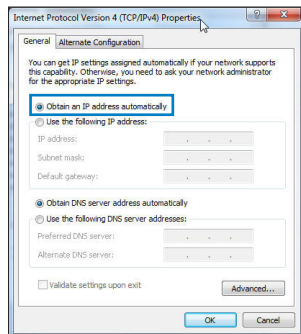 Internet Protocol Version 4 (TCP/IPv4) Properties
General
Alternate Configuration
You can get IP settings assigned automatically if your network supports
this capability. Otherwise, you need to ask your network administrator
for the appropriate IP settings.
Obtain an IP address automatically
Use the following IP address:
IP address:
Subnet mask:
Default gateway:
Obtain DNS server address automatically
Use the following DNS server addresses:
Preferred DNS server:
Alternate DNS server:
Validate settings upon exit
Advanced...
OK
Cancel